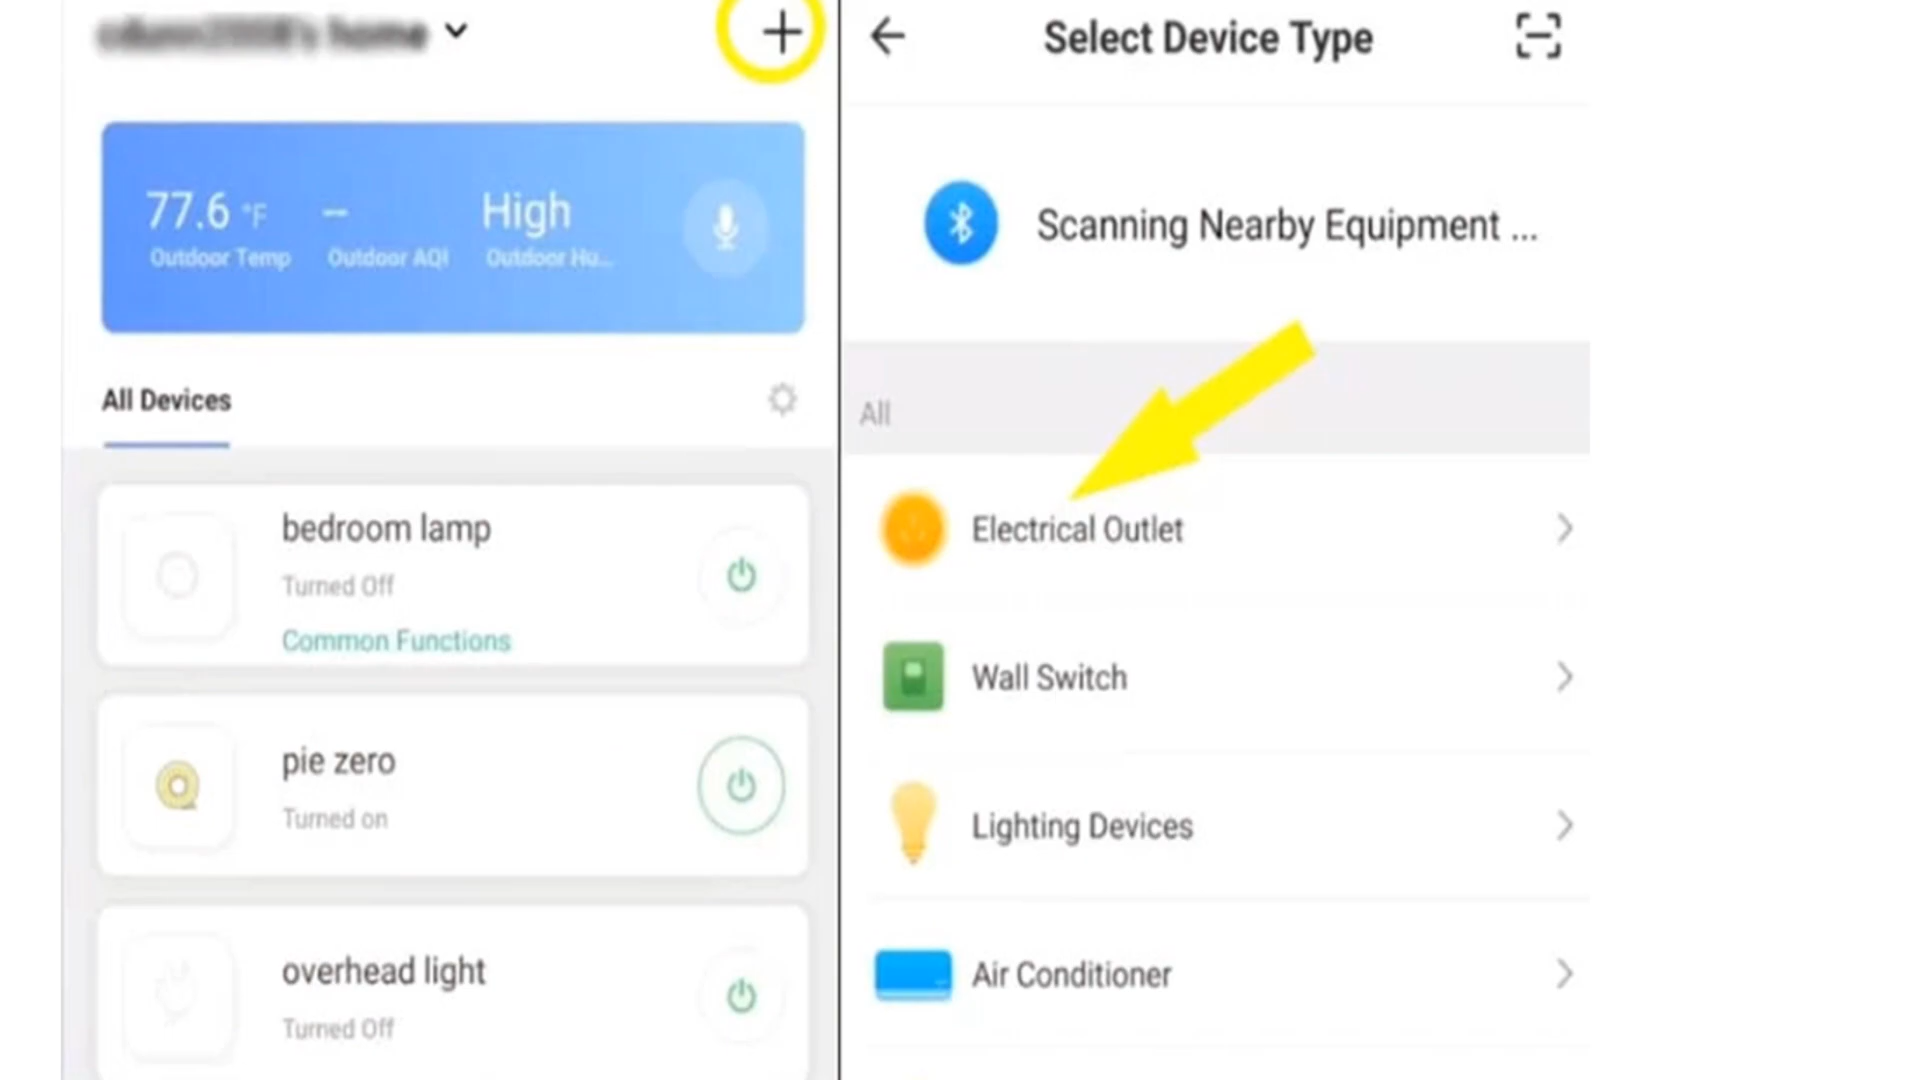 home
77.6 °F
Outdoor Temp
–
Outdoor AQI
High
Outdoor Hu...
All Devices
bedroom lamp
Turned Off
Common Functions
pie zero
Turned on
overhead light
Turned Off
Select Device Type
Scanning Nearby Equipment ...
All
Electrical Outlet
Wall Switch
Lighting Devices
Air Conditioner